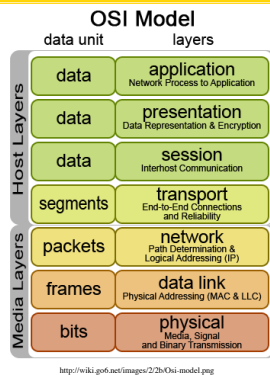 OSI Model
data unit layers
Host Layers
data application
Network Process to Application
data presentation
Data Representation & Encryption
data session
Interhost Communication
segments transport
End-to-End Connections
and Reliability
Media Layers
packets network
Path Determination &
Logical Addressing (IP)
frames data link
Physical Addressing (MAC & LLC)
bits physical
Media, Signal
and Binary Transmission
http://wiki.go6.net/images/2/2b/Osi-model.png